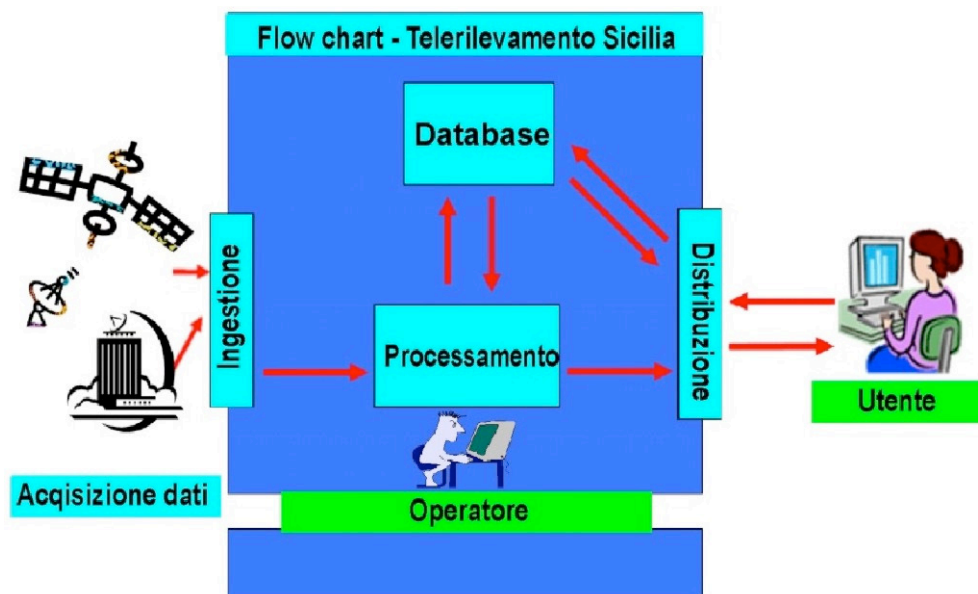 Flow chart - Telerilevamento Sicilia
Database
Ingestione
Processamento
Distribuzione
Utente
Acqisizione dati
Operatore